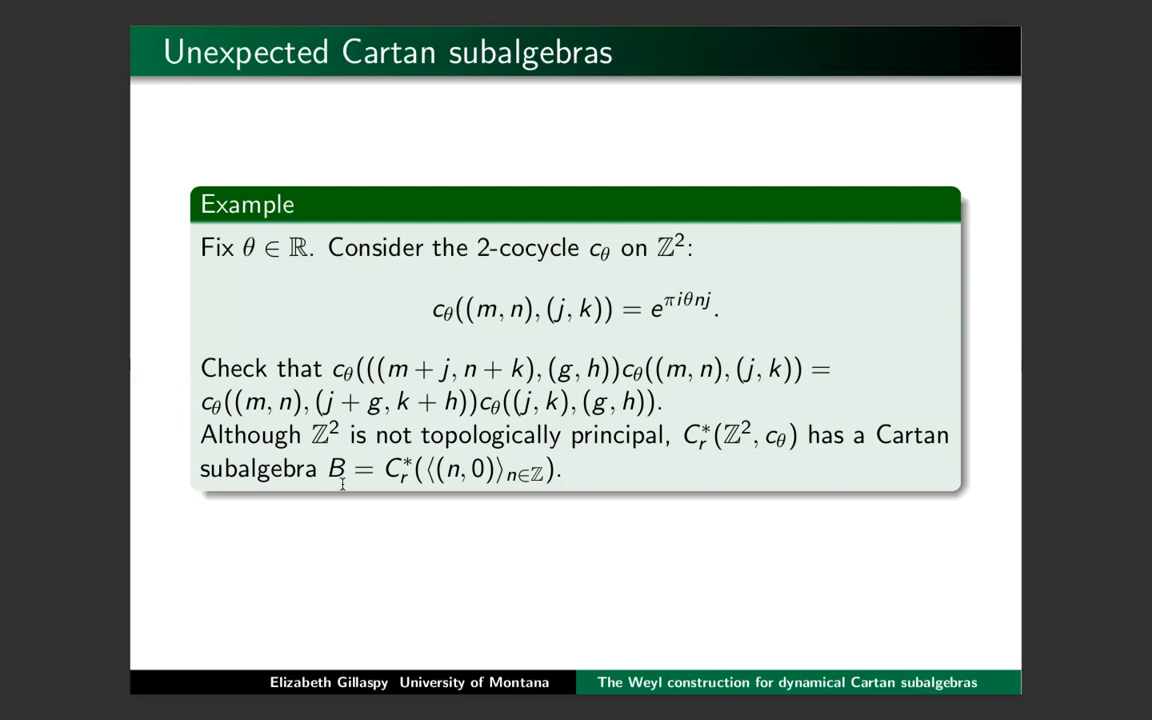 Unexpected Cartan subalgebras
Example
Fix θ ∈ ℝ. Consider the 2-cocycle c_θ on ℤ²:
c_θ((m, n), (j, k)) = e^{πiθnj}.
Check that c_θ(((m + j, n + k), (g, h))c_θ((m, n), (j, k)) =
c_θ((m, n), (j + g, k + h))c_θ((j, k), (g, h)).
Although ℤ² is not topologically principal, C*_r(ℤ², c_θ) has a Cartan
subalgebra B = C*_r(⟨(n, 0)⟩_{n∈ℤ}).
Elizabeth Gillaspy University of Montana
The Weyl construction for dynamical Cartan subalgebras